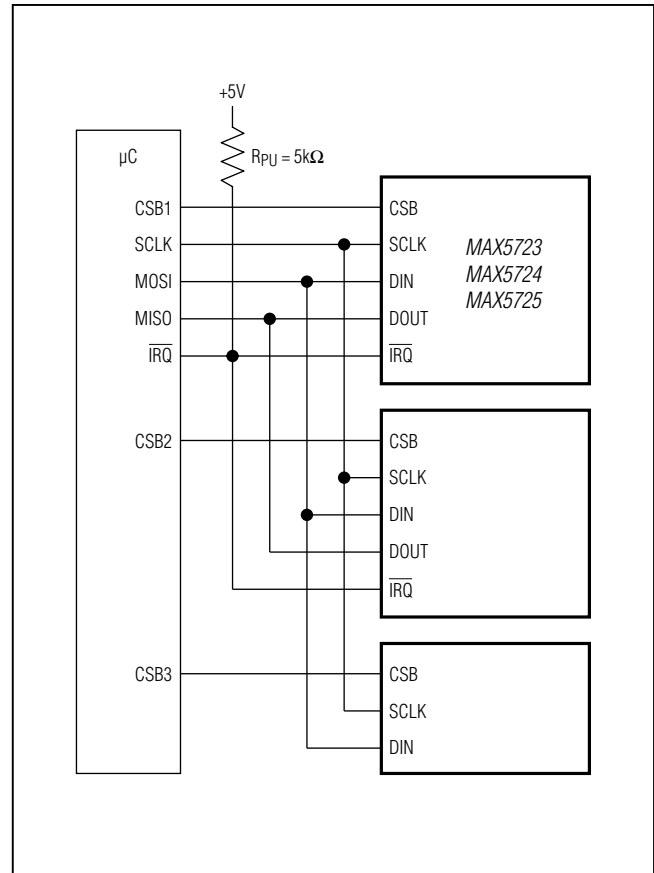 +5V
RPU = 5kΩ
µC
CSB1
SCLK
MOSI
MISO
IRQ
CSB2
CSB3
CSB
SCLK
DIN
DOUT
IRQ
MAX5723
MAX5724
MAX5725
CSB
SCLK
DIN
DOUT
IRQ
CSB
SCLK
DIN